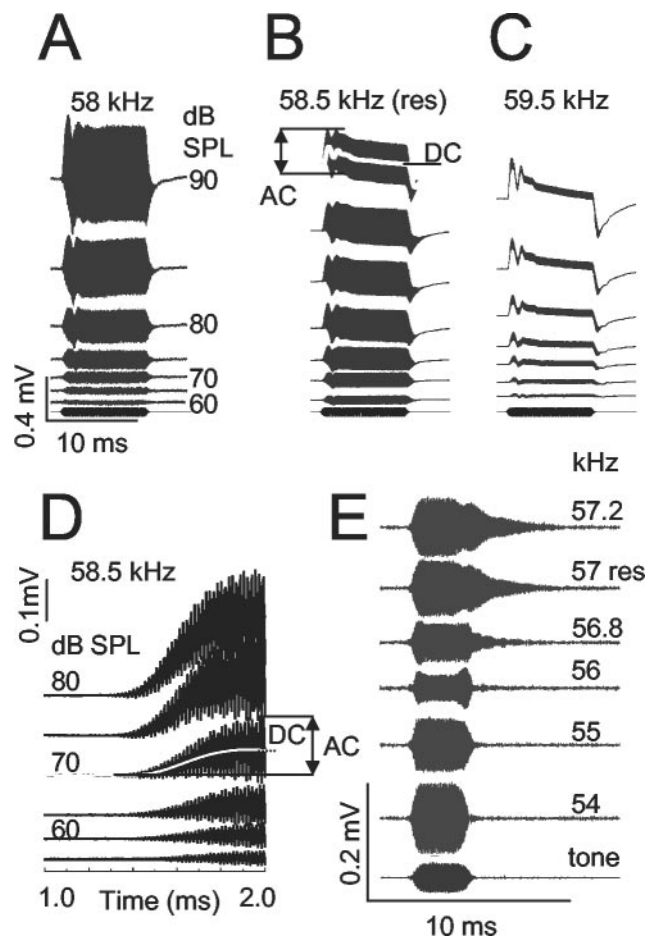 A
B
C
58 kHz
58.5 kHz (res)
59.5 kHz
dB
SPL
90
80
70
60
AC
DC
0.4 mV
10 ms
D
58.5 kHz
0.1mV
dB SPL
80
70
60
DC
AC
1.0
Time (ms)
2.0
E
kHz
57.2
57 res
56.8
56
55
54
tone
0.2 mV
10 ms